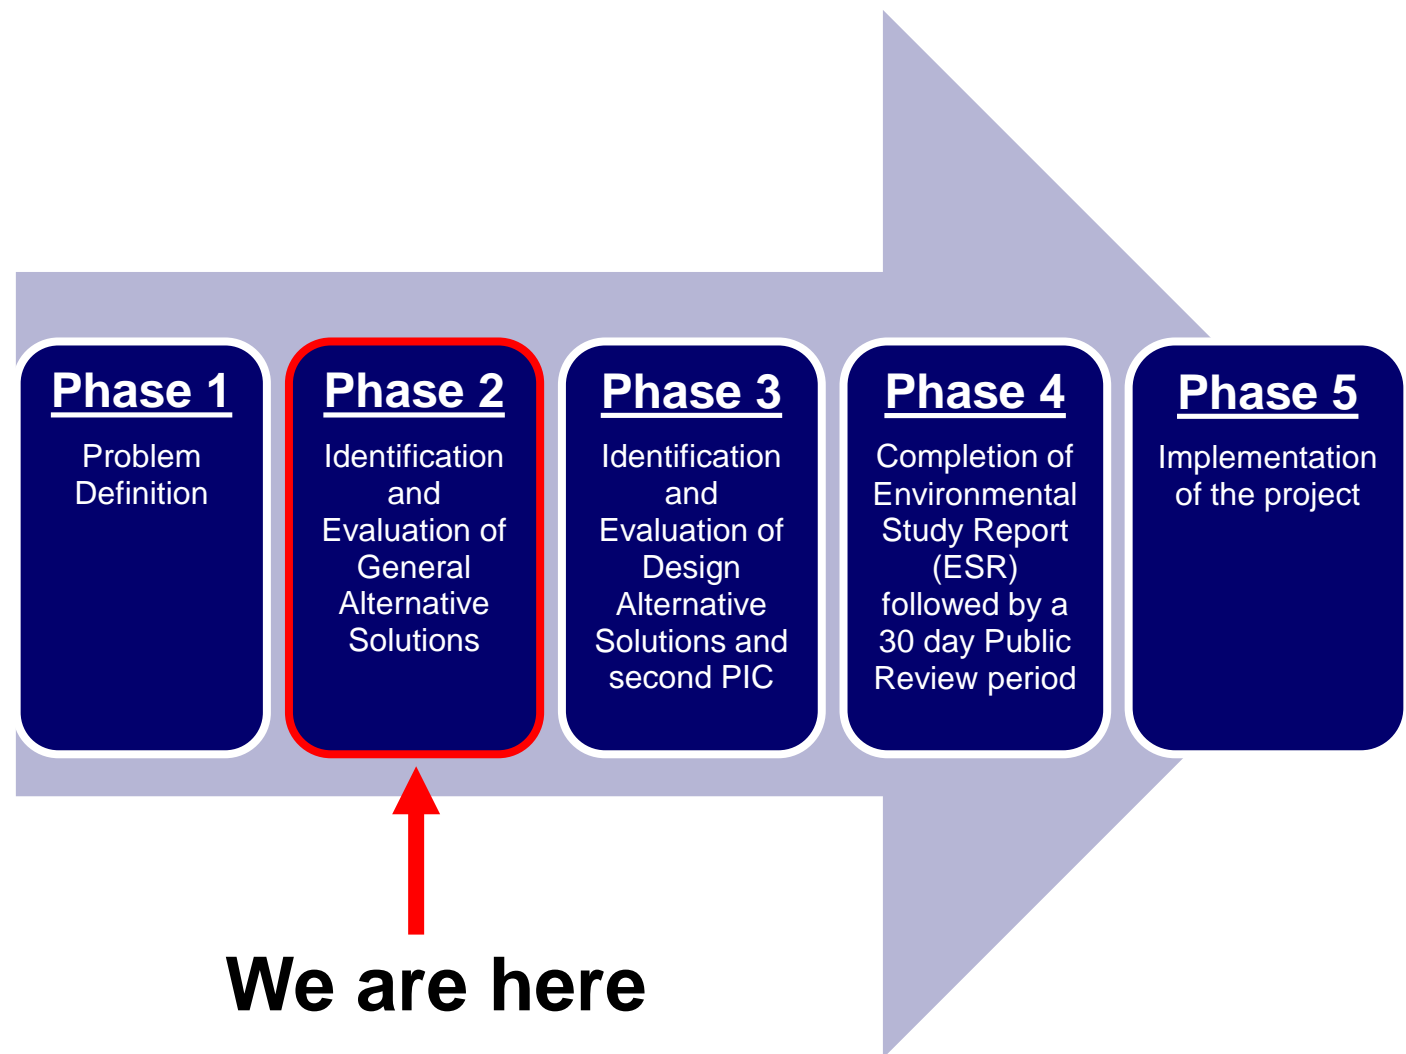 Phase 1
Problem
Definition
Phase 2
Identification
and
Evaluation of
General
Alternative
Solutions
Phase 3
Identification
and
Evaluation of
Design
Alternative
Solutions and
second PIC
Phase 4
Completion of
Environmental
Study Report
(ESR)
followed by a
30 day Public
Review period
Phase 5
Implementation
of the project
We are here